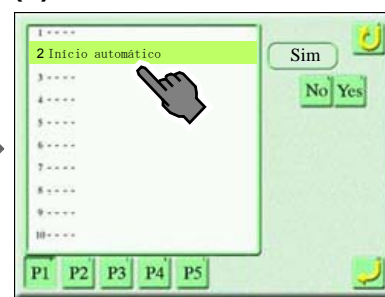 1 ----
2 Início automático
3 ----
4 ----
5 ----
6 ----
7 ----
8 ----
9 ----
10 ----
Sim
No Yes
P1 P2 P3 P4 P5